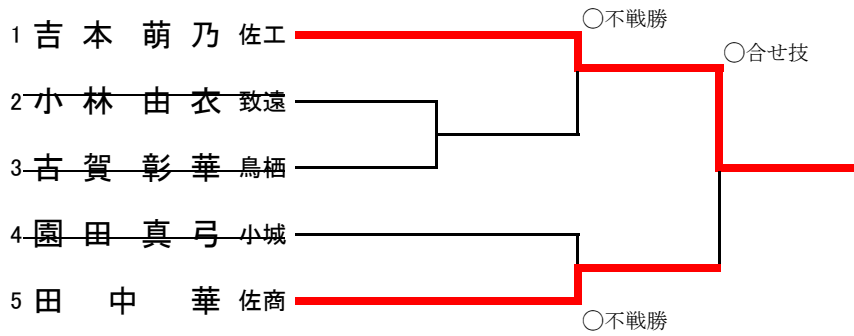 ○不戦勝
1 吉本萌乃 佐工
○合せ技
2 小林由衣 致遠
3 古賀彰華 鳥栖
4 園田真弓 小城
5 田中華 佐商
○不戦勝